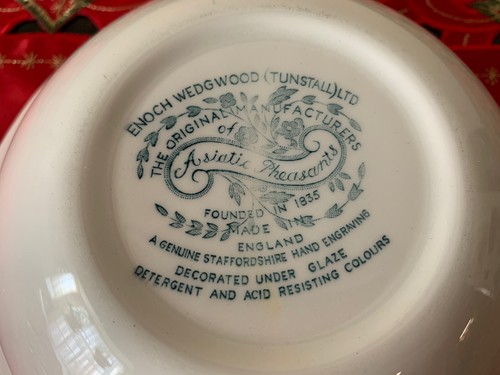 ENOCH WEDGWOOD (TUNSTALL) LTD
THE ORIGINAL MANUFACTURERS
of
Asiatic Pheasants
FOUNDED IN 1835
MADE IN
ENGLAND
A GENUINE STAFFORDSHIRE HAND ENGRAVING
DECORATED UNDER GLAZE
DETERGENT AND ACID RESISTING COLOURS